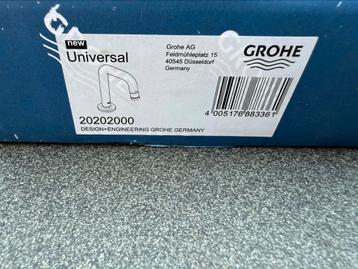 new
Universal
Grohe AG
Feldmühleplatz 15
40545 Düsseldorf
Germany
GROHE
20202000
DESIGN+ENGINEERING GROHE GERMANY
4 005176 883361